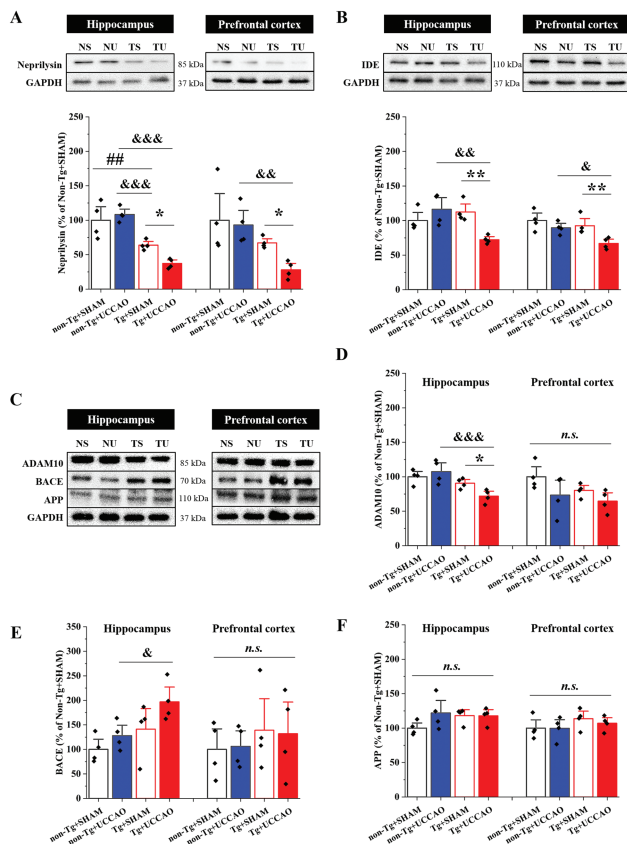 A
Hippocampus Prefrontal cortex
NS NU TS TU NS NU TS TU
Neprilysin 85 kDa
GAPDH 37 kDa
Neprilysin (% of Non-Tg+SHAM)
200
150
100
50
0
&&&
##
&&&
*
&&
*
non-Tg+SHAM
non-Tg+UCCAO
Tg+SHAM
Tg+UCCAO
non-Tg+SHAM
non-Tg+UCCAO
Tg+SHAM
Tg+UCCAO
B
Hippocampus Prefrontal cortex
NS NU TS TU NS NU TS TU
IDE 110 kDa
GAPDH 37 kDa
IDE (% of Non-Tg+SHAM)
200
150
100
50
0
&&
**
&
**
non-Tg+SHAM
non-Tg+UCCAO
Tg+SHAM
Tg+UCCAO
non-Tg+SHAM
non-Tg+UCCAO
Tg+SHAM
Tg+UCCAO
C
Hippocampus Prefrontal cortex
NS NU TS TU NS NU TS TU
ADAM10 85 kDa
BACE 70 kDa
APP 110 kDa
GAPDH 37 kDa
D
Hippocampus Prefrontal cortex
ADAM10 (% of Non-Tg+SHAM)
200
150
100
50
0
&&&
*
n.s.
non-Tg+SHAM
non-Tg+UCCAO
Tg+SHAM
Tg+UCCAO
non-Tg+SHAM
non-Tg+UCCAO
Tg+SHAM
Tg+UCCAO
E
Hippocampus Prefrontal cortex
BACE (% of Non-Tg+SHAM)
350
300
250
200
150
100
50
0
&
n.s.
non-Tg+SHAM
non-Tg+UCCAO
Tg+SHAM
Tg+UCCAO
non-Tg+SHAM
non-Tg+UCCAO
Tg+SHAM
Tg+UCCAO
F
Hippocampus Prefrontal cortex
APP (% of Non-Tg+SHAM)
200
150
100
50
0
n.s.
n.s.
non-Tg+SHAM
non-Tg+UCCAO
Tg+SHAM
Tg+UCCAO
non-Tg+SHAM
non-Tg+UCCAO
Tg+SHAM
Tg+UCCAO